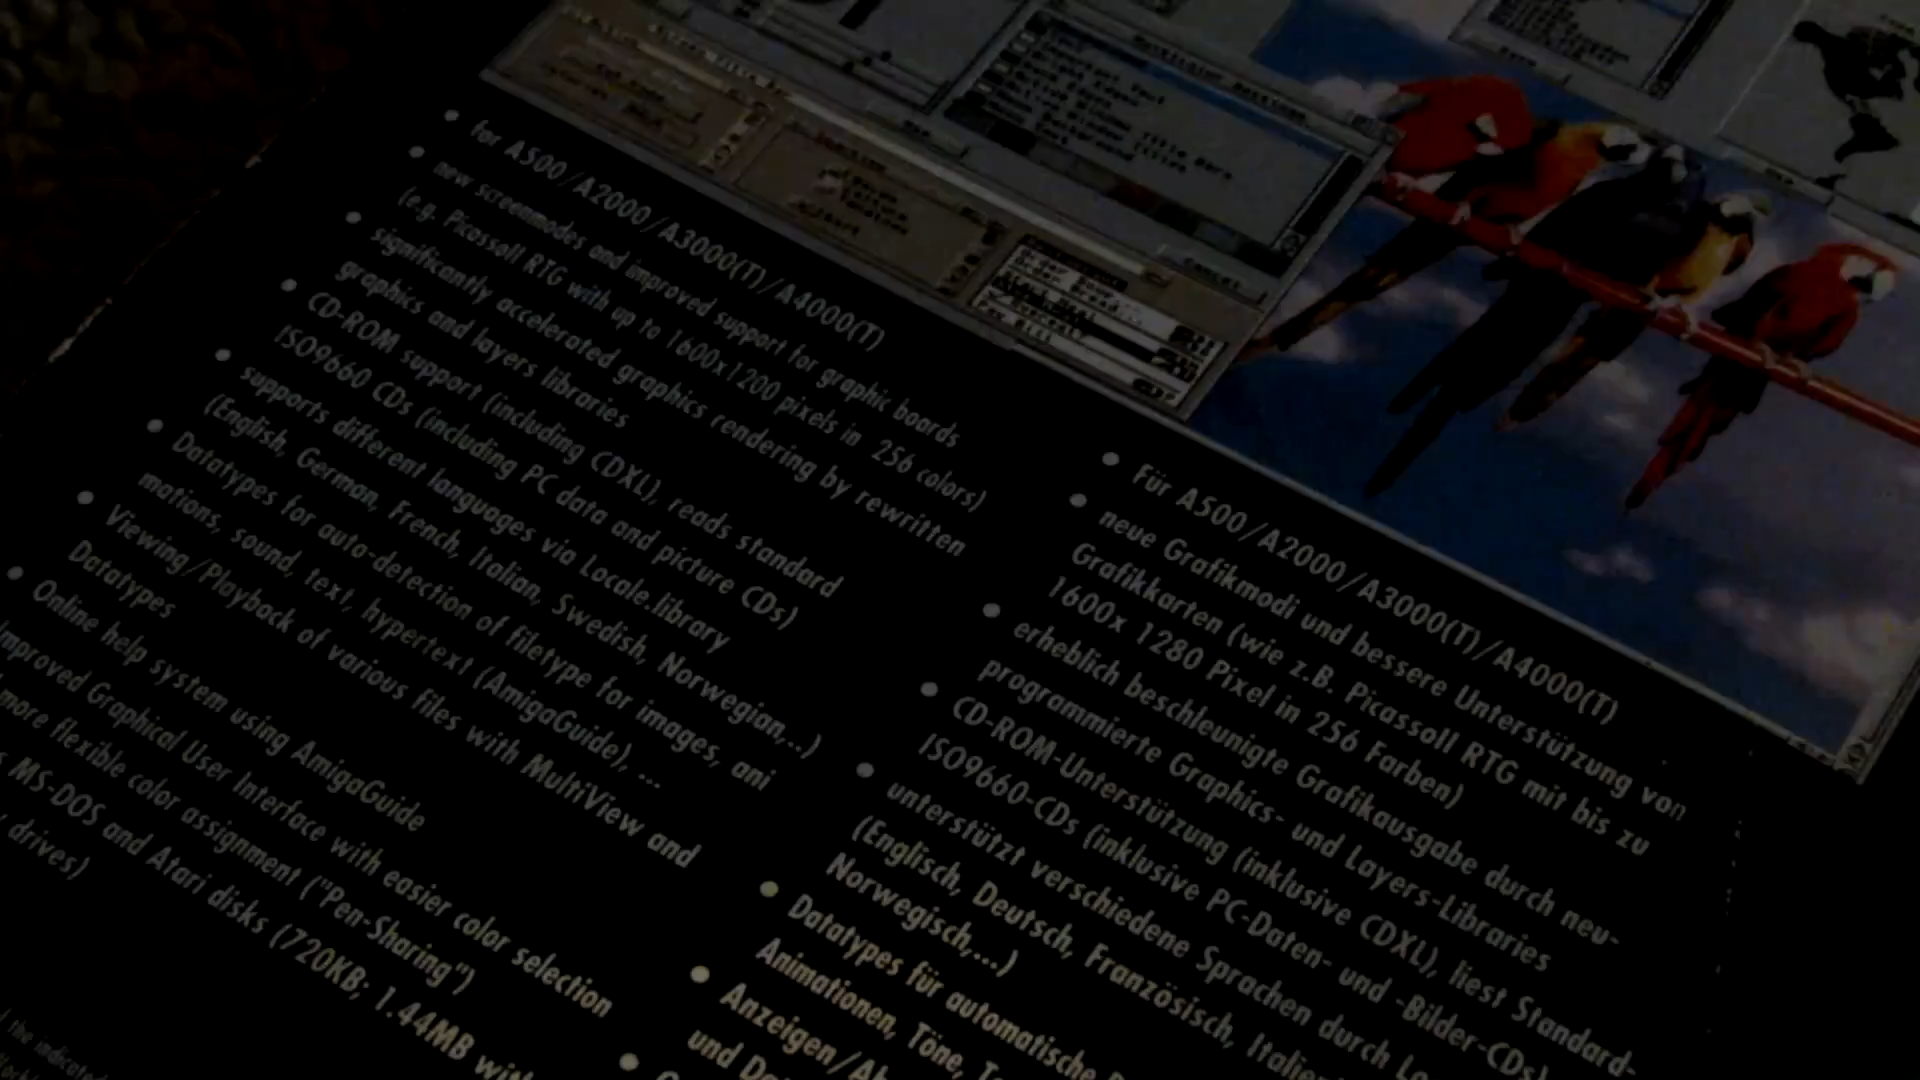 for A500/A2000/A3000(T)/A4000(T)
new screenmodes and improved support for graphic boards
(e.g. PicassoII RTG with up to 1600x1200 pixels in 256 colors)
significantly accelerated graphics rendering by rewritten
graphics and layers libraries
CD-ROM support (including CDXL), reads standard
ISO9660 CDs (including PC data and picture CDs)
supports different languages via Locale.library
(English, German, French, Italian, Swedish, Norwegian,..)
Datatypes for auto-detection of filetype for images, ani
mations, sound, text, hypertext (AmigaGuide), ...
Viewing/Playback of various files with MultiView and
Datatypes
Online help system using AmigaGuide
Improved Graphical User Interface with easier color selection
more flexible color assignment ("Pen-Sharing")
MS-DOS and Atari disks (720KB; 1.44MB with
drives)
the indicated
Für A500/A2000/A3000(T)/A4000(T)
neue Grafikmodi und bessere Unterstützung von
Grafikkarten (wie z.B. PicassoII RTG mit bis zu
1600x 1280 Pixel in 256 Farben)
erheblich beschleunigte Grafikausgabe durch neu-
programmierte Graphics- und Layers-Libraries
CD-ROM-Unterstützung (inklusive CDXL), liest Standard-
ISO9660-CDs (inklusive PC-Daten- und -Bilder-CDs)
unterstützt verschiedene Sprachen durch
(Englisch, Deutsch, Französisch,
Norwegisch,...)
Datatypes für automatische
Animationen, Töne,
Anzeigen/
und